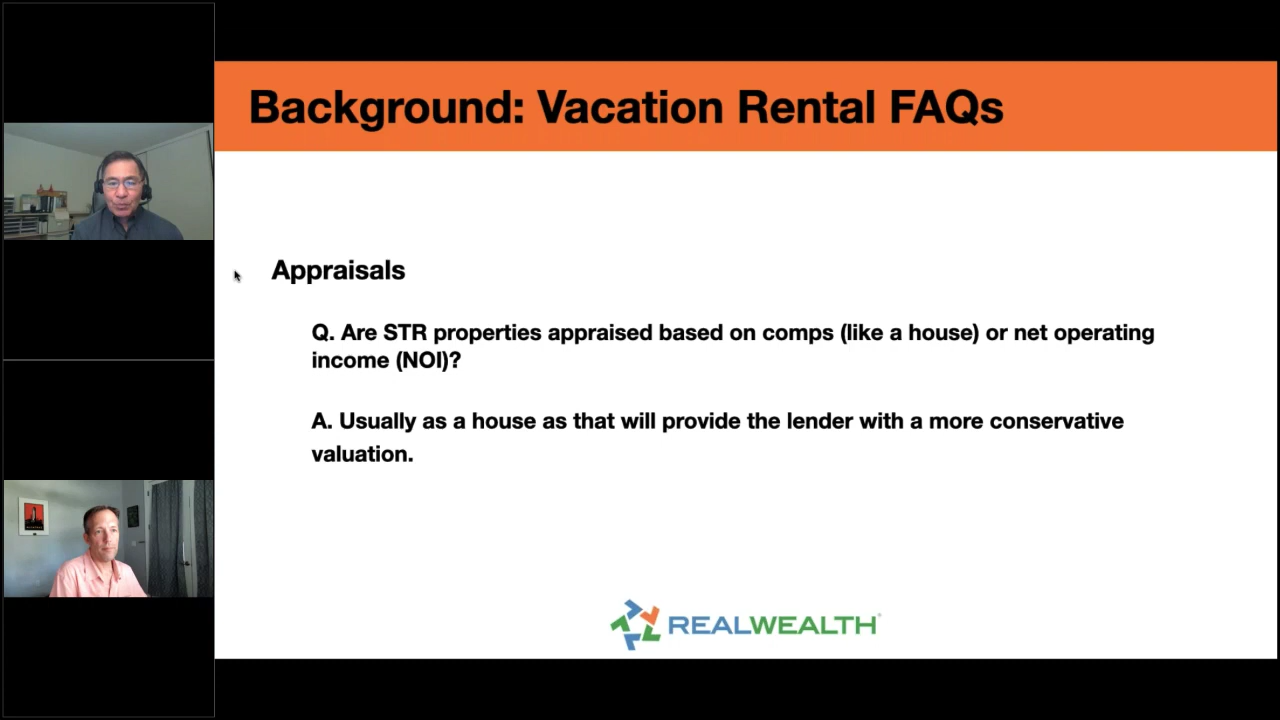 Background: Vacation Rental FAQs
Appraisals
Q. Are STR properties appraised based on comps (like a house) or net operating
income (NOI)?
A. Usually as a house as that will provide the lender with a more conservative
valuation.
REALWEALTH